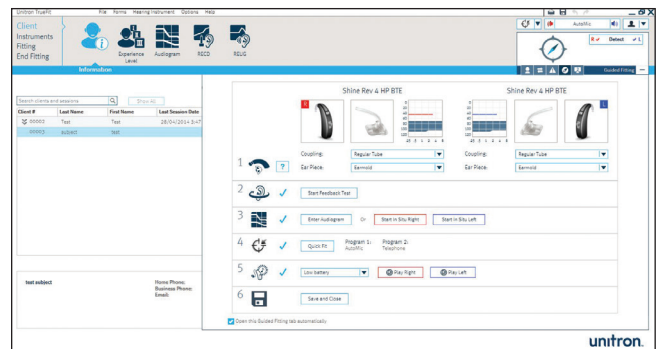 Unitron TrueFit
File Forms Hearing Instrument Options Help
Client
Instruments
Fitting
End Fitting
Experience Level
Audiogram
RECD
REUG
Information
AutoMic
R Detect L
Guided Fitting
Search clients and sessions
Show All
Client # Last Name First Name Last Session Date
00002 Test Test 28/04/2014 3:47
00003 subject test
test subject
Home Phone:
Business Phone:
Email:
Shine Rev 4 HP BTE
Shine Rev 4 HP BTE
R
L
1
?
Coupling: Regular Tube
Ear Piece: Earmold
Coupling: Regular Tube
Ear Piece: Earmold
2 Start Feedback Test
3 Enter Audiogram Or Start In Situ Right Start In Situ Left
4 Quick Fit Program 1: Program 2:
AutoMic Telephone
5 Low battery Play Right Play Left
6 Save and Close
Open this Guided Fitting tab automatically
unitron.